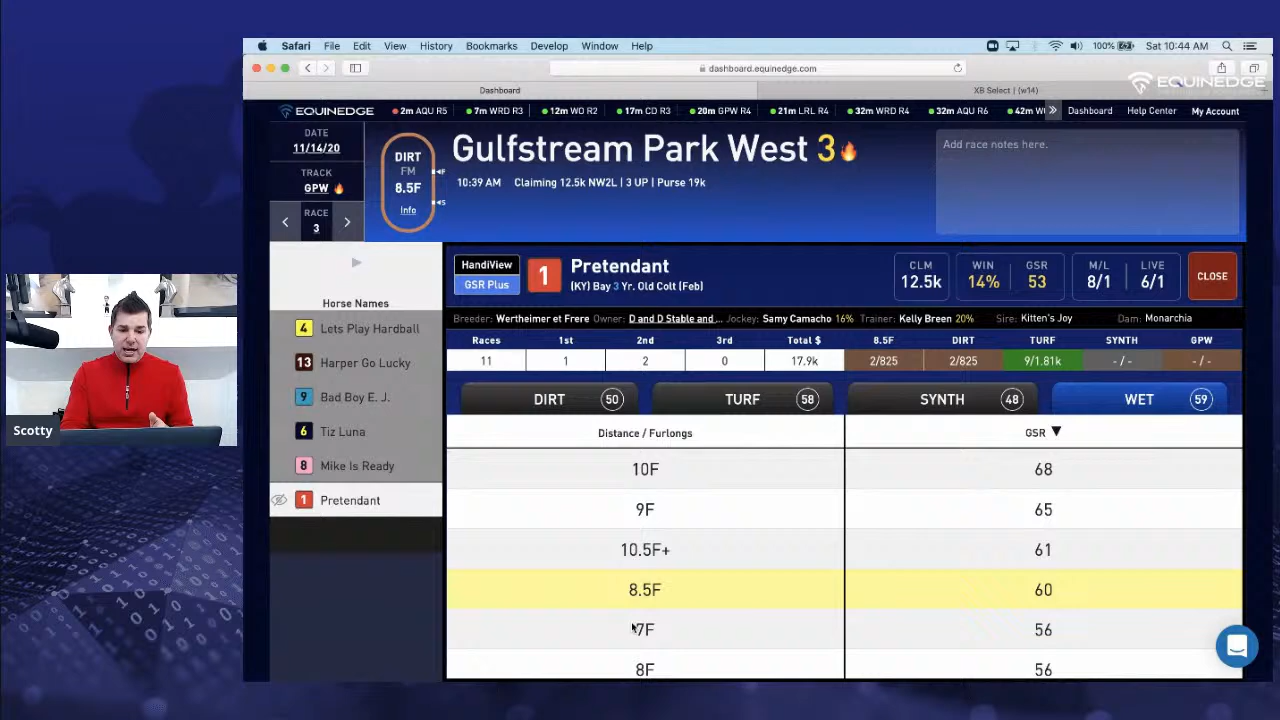 Safari File Edit View History Bookmarks Develop Window Help 100% Sat 10:44 AM
dashboard.equinedge.com
Dashboard XB Select | (w14)
EQUINEDGE
EQUINEDGE 2m AQU R5 7m WRD R3 12m WO R2 17m CD R3 20m GPW R4 21m LRL R4 32m WRD R4 32m AQU R6 42m W Dashboard Help Center My Account
DATE
11/14/20
TRACK
GPW
RACE
3
DIRT
FM
8.5F
Info
F
S
Gulfstream Park West 3
10:39 AM Claiming 12.5k NW2L | 3 UP | Purse 19k
Add race notes here.
Horse Names
4 Lets Play Hardball
13 Harper Go Lucky
9 Bad Boy E. J.
6 Tiz Luna
8 Mike Is Ready
1 Pretendant
HandiView
GSR Plus
1
Pretendant
(KY) Bay 3 Yr. Old Colt (Feb)
CLM
12.5k
WIN GSR
14% 53
M/L LIVE
8/1 6/1
CLOSE
Breeder: Wertheimer et Frere Owner: D and D Stable and... Jockey: Samy Camacho 16% Trainer: Kelly Breen 20% Sire: Kitten's Joy Dam: Monarchia
Races 1st 2nd 3rd Total $ 8.5F DIRT TURF SYNTH GPW
11 1 2 0 17.9k 2/825 2/825 9/1.81k -/- -/-
DIRT 50 TURF 58 SYNTH 48 WET 59
Distance / Furlongs GSR ▼
10F 68
9F 65
10.5F+ 61
8.5F 60
7F 56
8F 56
Scotty